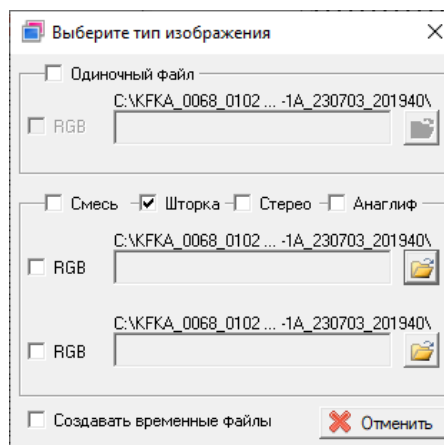 Выберите тип изображения
Одиночный файл
C:\KFKA_0068_0102 ... -1A_230703_201940\
RGB
Смесь Шторка Стерео Анаглиф
C:\KFKA_0068_0102 ... -1A_230703_201940\
RGB
C:\KFKA_0068_0102 ... -1A_230703_201940\
RGB
Создавать временные файлы Отменить